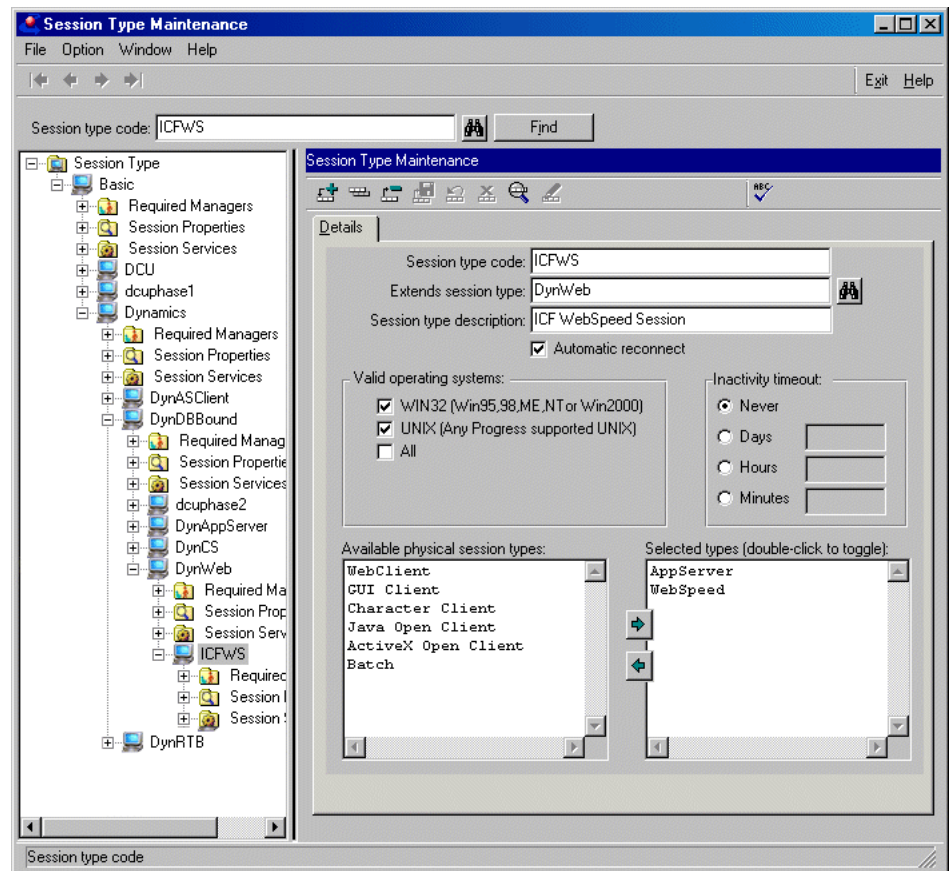 Session Type Maintenance
File Option Window Help
Exit Help
Session type code: ICFWS Find
Session Type
Basic
Required Managers
Session Properties
Session Services
DCU
dcuphase1
Dynamics
Required Managers
Session Properties
Session Services
DynASClient
DynDBBound
Required Manag
Session Propertie
Session Services
dcuphase2
DynAppServer
DynCS
DynWeb
Required Ma
Session Prop
Session Serv
ICFWS
Required
Session
Session
DynRTB
Session Type Maintenance
ABC
Details
Session type code: ICFWS
Extends session type: DynWeb
Session type description: ICF WebSpeed Session
Automatic reconnect
Valid operating systems:
WIN32 (Win95,98,ME,NT or Win2000)
UNIX (Any Progress supported UNIX)
All
Inactivity timeout:
Never
Days
Hours
Minutes
Available physical session types:
WebClient
GUI Client
Character Client
Java Open Client
ActiveX Open Client
Batch
Selected types (double-click to toggle):
AppServer
WebSpeed
Session type code